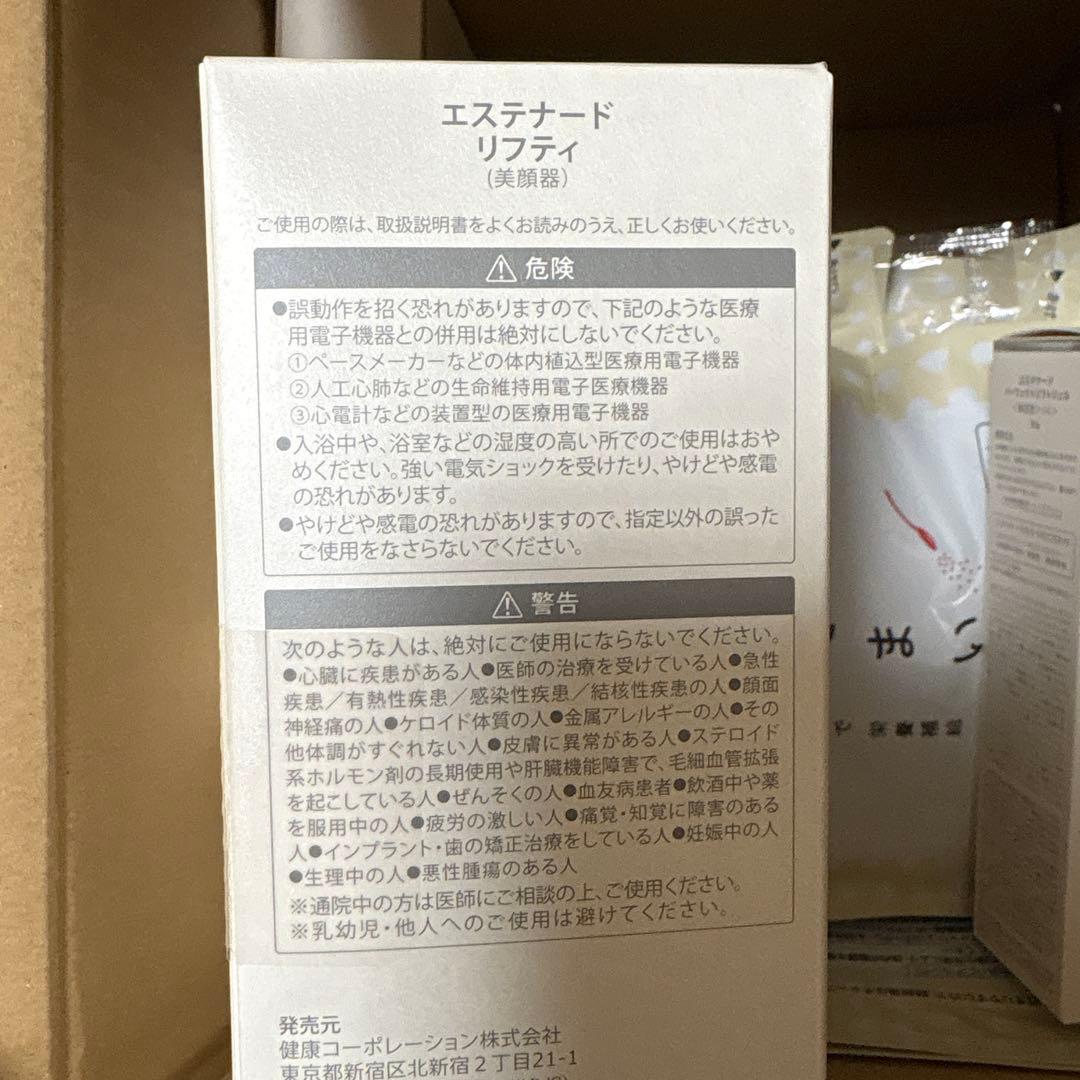 エステナード
リフティ
(美顔器)
ご使用の際は、取扱説明書をよくお読みのうえ、正しくお使いください。
⚠ 危険
●誤動作を招く恐れがありますので、下記のような医療
用電子機器との併用は絶対にしないでください。
①ペースメーカーなどの体内植込型医療用電子機器
②人工心肺などの生命維持用電子医療機器
③心電計などの装置型の医療用電子機器
●入浴中や、浴室などの湿度の高い所でのご使用はおや
めください。強い電気ショックを受けたり、やけどや感電
の恐れがあります。
●やけどや感電の恐れがありますので、指定以外の誤った
ご使用をなさらないでください。
⚠ 警告
次のような人は、絶対にご使用にならないでください。
●心臓に疾患がある人●医師の治療を受けている人●急性
疾患／有熱性疾患／感染性疾患／結核性疾患の人●顔面
神経痛の人●ケロイド体質の人●金属アレルギーの人●その
他体調がすぐれない人●皮膚に異常がある人●ステロイド
系ホルモン剤の長期使用や肝臓機能障害で、毛細血管拡張
を起こしている人●ぜんそくの人●血友病患者●飲酒中や薬
を服用中の人●疲労の激しい人●痛覚・知覚に障害のある
人●インプラント・歯の矯正治療をしている人●妊娠中の人
●生理中の人●悪性腫瘍のある人
※通院中の方は医師にご相談の上、ご使用ください。
※乳幼児・他人へのご使用は避けてください。
発売元
健康コーポレーション株式会社
東京都新宿区北新宿2丁目21-1